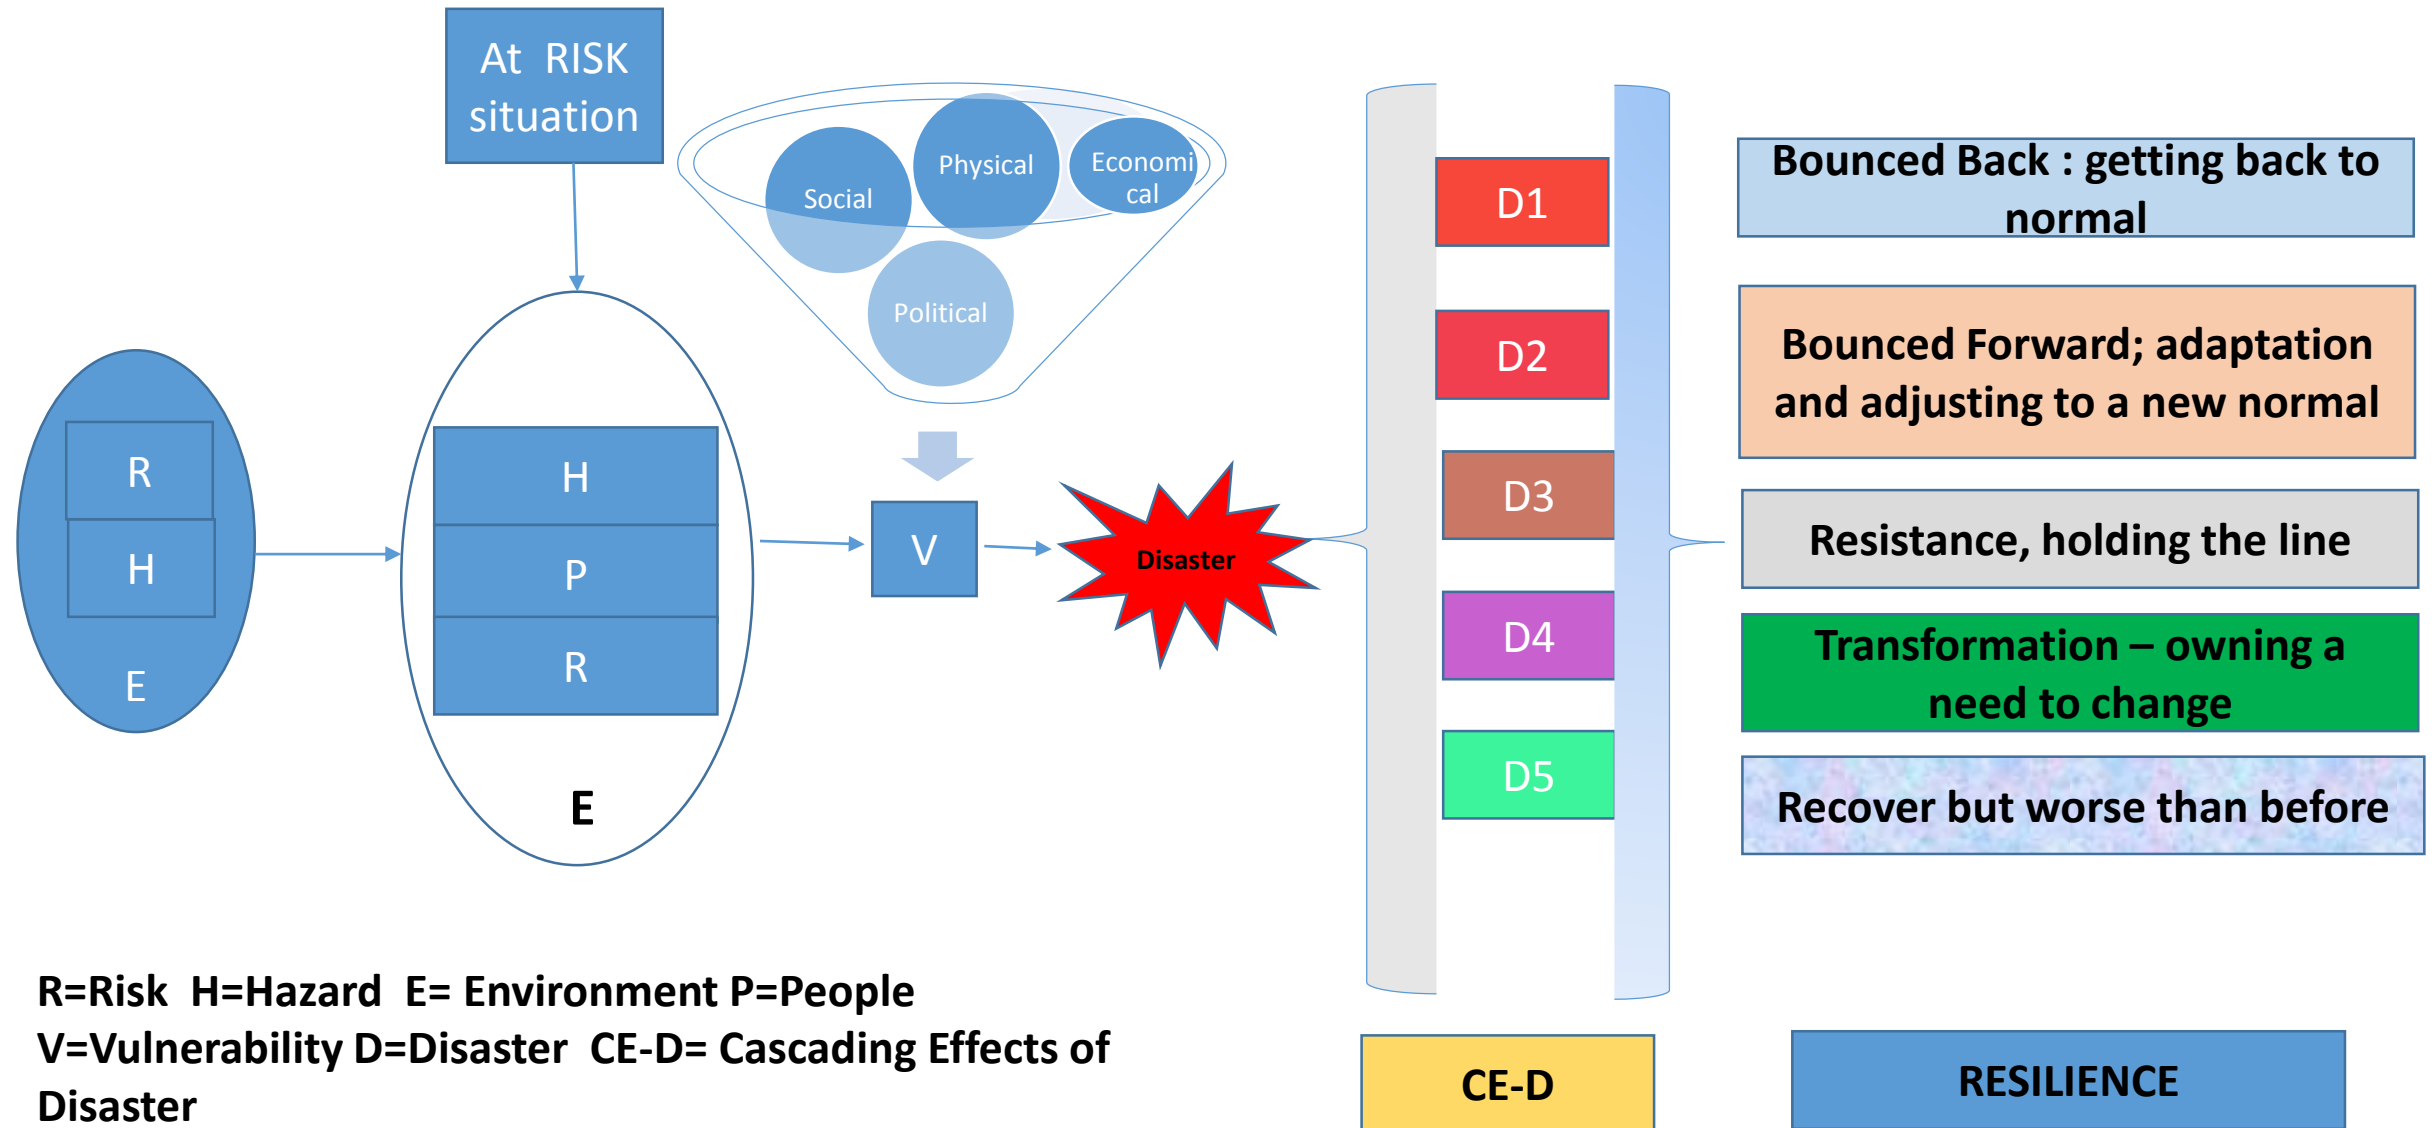 At RISK
situation
Social
Physical
Economi
cal
Political
R
H
E
H
P
R
E
V
Disaster
D1
D2
D3
D4
D5
Bounced Back : getting back to
normal
Bounced Forward; adaptation
and adjusting to a new normal
Resistance, holding the line
Transformation – owning a
need to change
Recover but worse than before
R=Risk H=Hazard E= Environment P=People
V=Vulnerability D=Disaster CE-D= Cascading Effects of
Disaster
CE-D
RESILIENCE